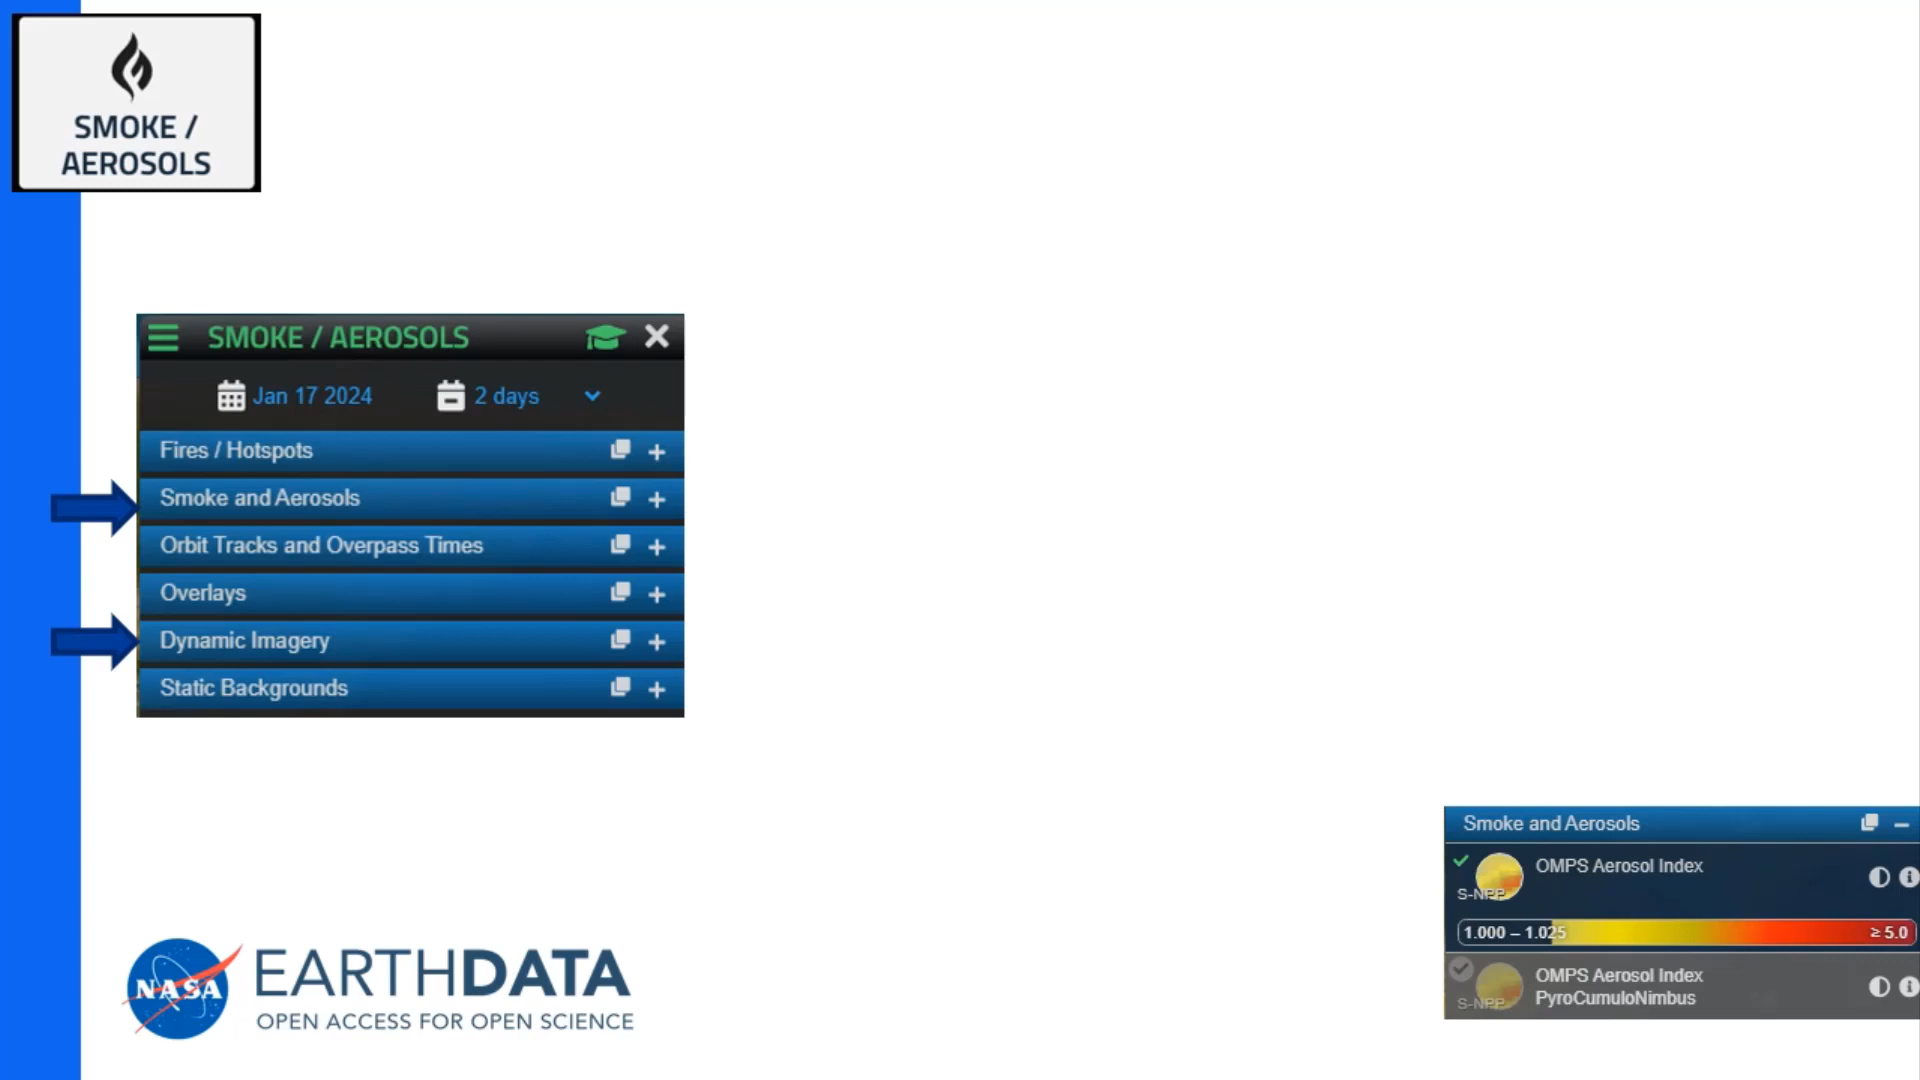 SMOKE /
AEROSOLS
SMOKE / AEROSOLS
Jan 17 2024 2 days
Fires / Hotspots
Smoke and Aerosols
Orbit Tracks and Overpass Times
Overlays
Dynamic Imagery
Static Backgrounds
Smoke and Aerosols
OMPS Aerosol Index
S-NPP
1.000 – 1.025 ≥ 5.0
OMPS Aerosol Index
PyroCumuloNimbus
S-NPP
NASA
EARTHDATA
OPEN ACCESS FOR OPEN SCIENCE